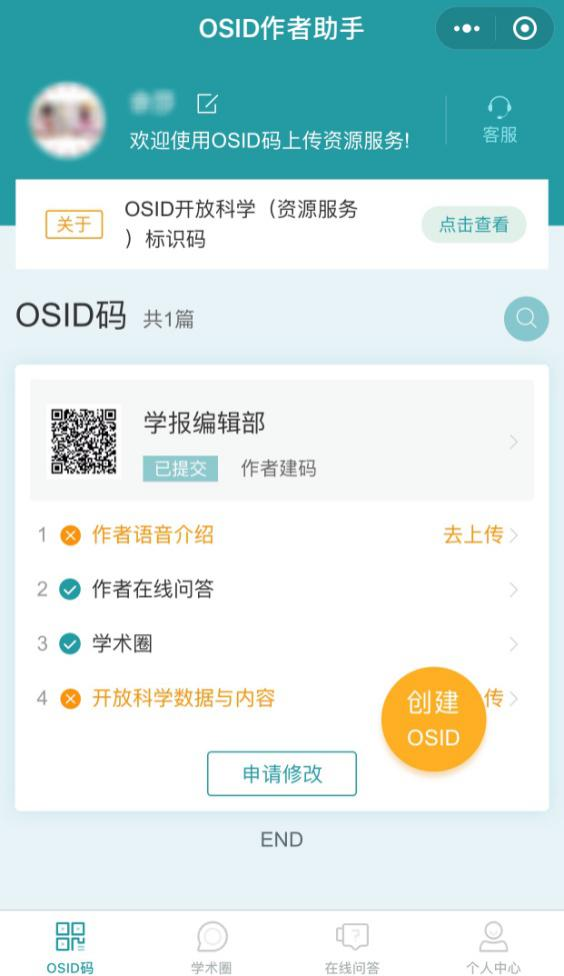 OSID作者助手
欢迎使用OSID码上传资源服务!
客服
关于
OSID开放科学（资源服务
）标识码
点击查看
OSID码 共1篇
学报编辑部
已提交 作者建码
1 作者语音介绍 去上传
2 作者在线问答
3 学术圈
4 开放科学数据与内容 传
创建
OSID
申请修改
END
OSID码 学术圈 在线问答 个人中心